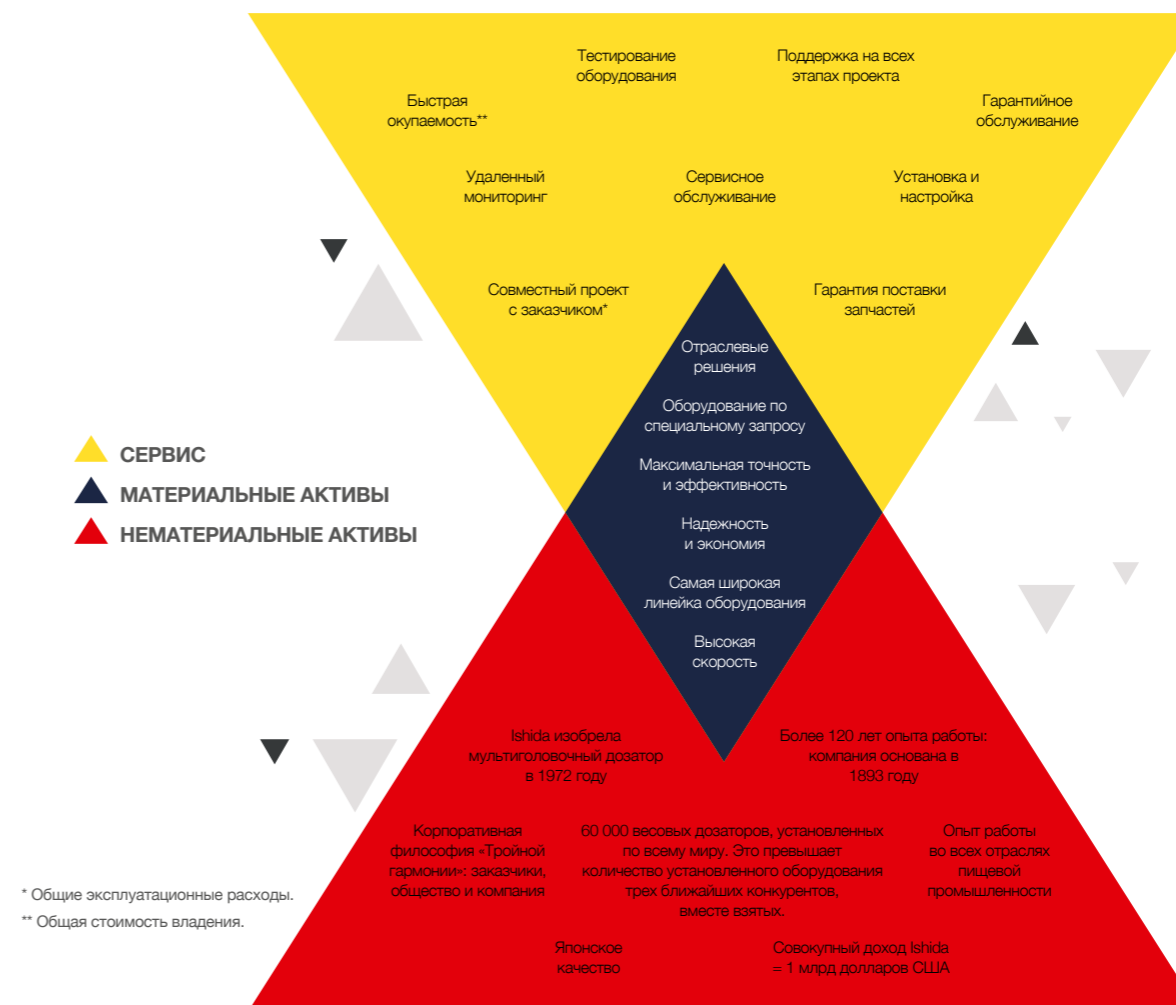 Тестирование
оборудования
Поддержка на всех
этапах проекта
Быстрая
окупаемость**
Гарантийное
обслуживание
Удаленный
мониторинг
Сервисное
обслуживание
Установка и
настройка
Совместный проект
с заказчиком*
Гарантия поставки
запчастей
Отраслевые
решения
Оборудование по
специальному запросу
Максимальная точность
и эффективность
Надежность
и экономия
Самая широкая
линейка оборудования
Высокая
скорость
СЕРВИС
МАТЕРИАЛЬНЫЕ АКТИВЫ
НЕМАТЕРИАЛЬНЫЕ АКТИВЫ
Ishida изобрела
мультиголовочный дозатор
в 1972 году
Более 120 лет опыта работы:
компания основана в
1893 году
Корпоративная
философия «Тройной
гармонии»: заказчики,
общество и компания
60 000 весовых дозаторов, установленных
по всему миру. Это превышает
количество установленного оборудования
трех ближайших конкурентов,
вместе взятых.
Опыт работы
во всех отраслях
пищевой
промышленности
Японское
качество
Совокупный доход Ishida
= 1 млрд долларов США
* Общие эксплуатационные расходы.
** Общая стоимость владения.